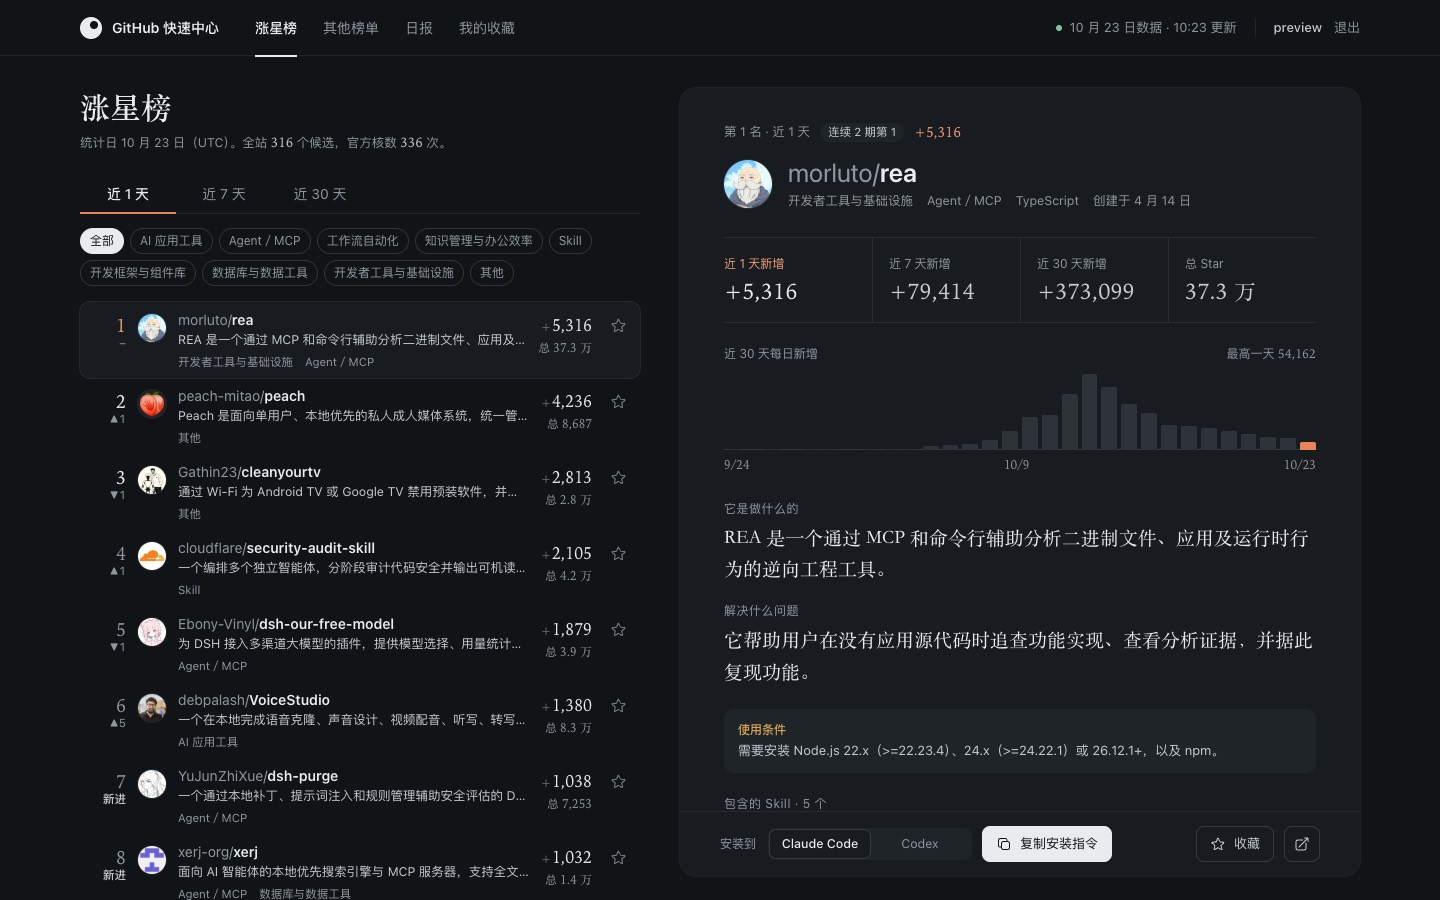 GitHub 快速中心
涨星榜
其他榜单
日报
我的收藏
10 月 23 日数据 · 10:23 更新
preview
退出
涨星榜
统计日 10 月 23 日（UTC）。全站 316 个候选，官方核数 336 次。
近 1 天
近 7 天
近 30 天
全部
AI 应用工具
Agent / MCP
工作流自动化
知识管理与办公效率
Skill
开发框架与组件库
数据库与数据工具
开发者工具与基础设施
其他
1
–
morluto/rea
REA 是一个通过 MCP 和命令行辅助分析二进制文件、应用及...
开发者工具与基础设施 Agent / MCP
+5,316
总 37.3 万
2
▲1
peach-mitao/peach
Peach 是面向单用户、本地优先的私人成人媒体系统，统一管...
其他
+4,236
总 8,687
3
▼1
Gathin23/cleanyourtv
通过 Wi-Fi 为 Android TV 或 Google TV 禁用预装软件，并...
其他
+2,813
总 2.8 万
4
▲1
cloudflare/security-audit-skill
一个编排多个独立智能体，分阶段审计代码安全并输出可机读...
Skill
+2,105
总 4.2 万
5
▼1
Ebony-Vinyl/dsh-our-free-model
为 DSH 接入多渠道大模型的插件，提供模型选择、用量统计...
Agent / MCP
+1,879
总 3.9 万
6
▲5
debpalash/VoiceStudio
一个在本地完成语音克隆、声音设计、视频配音、听写、转写...
AI 应用工具
+1,380
总 8.3 万
7
新进
YuJunZhiXue/dsh-purge
一个通过本地补丁、提示词注入和规则管理辅助安全评估的 D...
Agent / MCP
+1,038
总 7,253
8
新进
xerj-org/xerj
面向 AI 智能体的本地优先搜索引擎与 MCP 服务器，支持全文...
Agent / MCP 数据库与数据工具
+1,032
总 1.4 万
第 1 名 · 近 1 天 连续 2 期第 1 +5,316
morluto/rea
开发者工具与基础设施 Agent / MCP TypeScript 创建于 4 月 14 日
近 1 天新增
+5,316
近 7 天新增
+79,414
近 30 天新增
+373,099
总 Star
37.3 万
近 30 天每日新增
最高一天 54,162
9/24
10/9
10/23
它是做什么的
REA 是一个通过 MCP 和命令行辅助分析二进制文件、应用及运行时行
为的逆向工程工具。
解决什么问题
它帮助用户在没有应用源代码时追查功能实现、查看分析证据，并据此
复现功能。
使用条件
需要安装 Node.js 22.x（>=22.23.4）、24.x（>=24.22.1）或 26.12.1+，以及 npm。
包含的 Skill · 5 个
安装到
Claude Code
Codex
复制安装指令
收藏